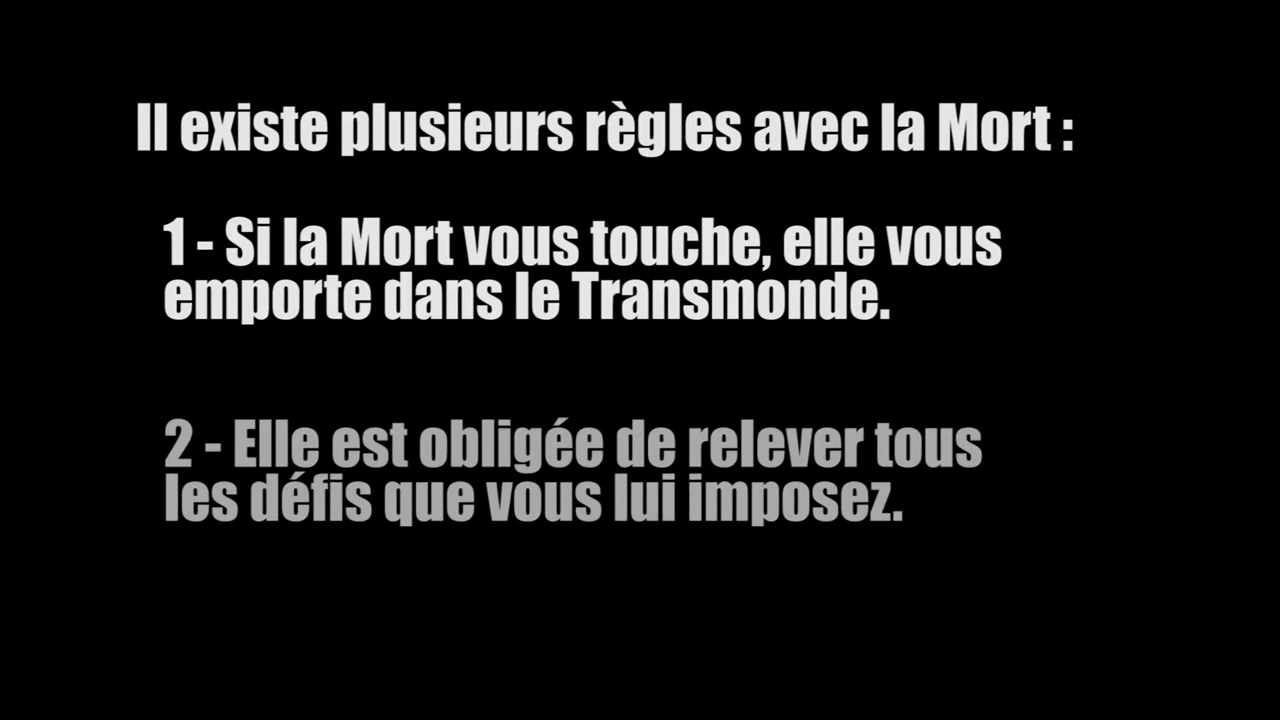 Il existe plusieurs règles avec la Mort :
1 - Si la Mort vous touche, elle vous
emporte dans le Transmonde.
2 - Elle est obligée de relever tous
les défis que vous lui imposez.